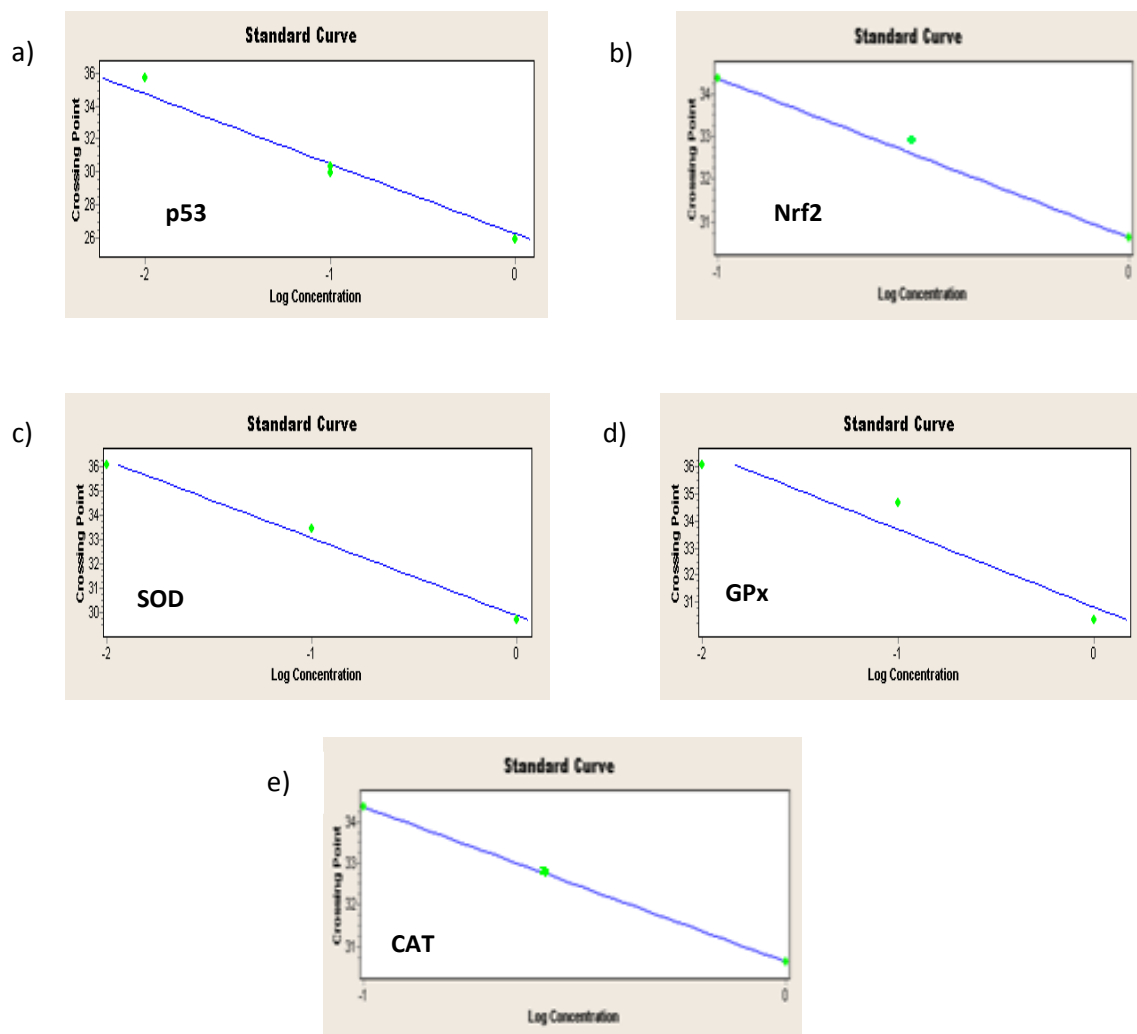 a)
Standard Curve
Crossing Point
36
34
32
30
28
26
p53
-2
-1
0
Log Concentration
b)
Standard Curve
Crossing Point
34
33
32
31
Nrf2
-1
0
Log Concentration
c)
Standard Curve
Crossing Point
36
35
34
33
32
31
30
SOD
-2
-1
0
Log Concentration
d)
Standard Curve
Crossing Point
36
35
34
33
32
31
GPx
-2
-1
0
Log Concentration
e)
Standard Curve
Crossing Point
34
33
32
31
CAT
-1
0
Log Concentration